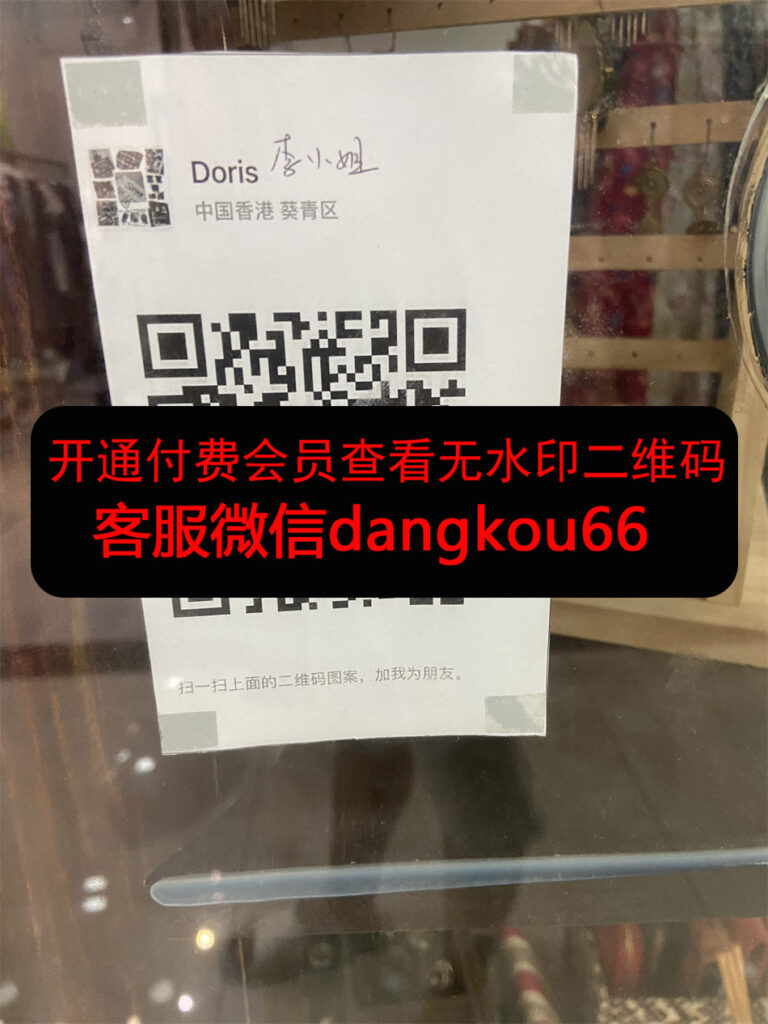 Doris 李小姐
中国香港 葵青区
开通付费会员查看无水印二维码
客服微信dangkou66
扫一扫上面的二维码图案，加我为朋友。